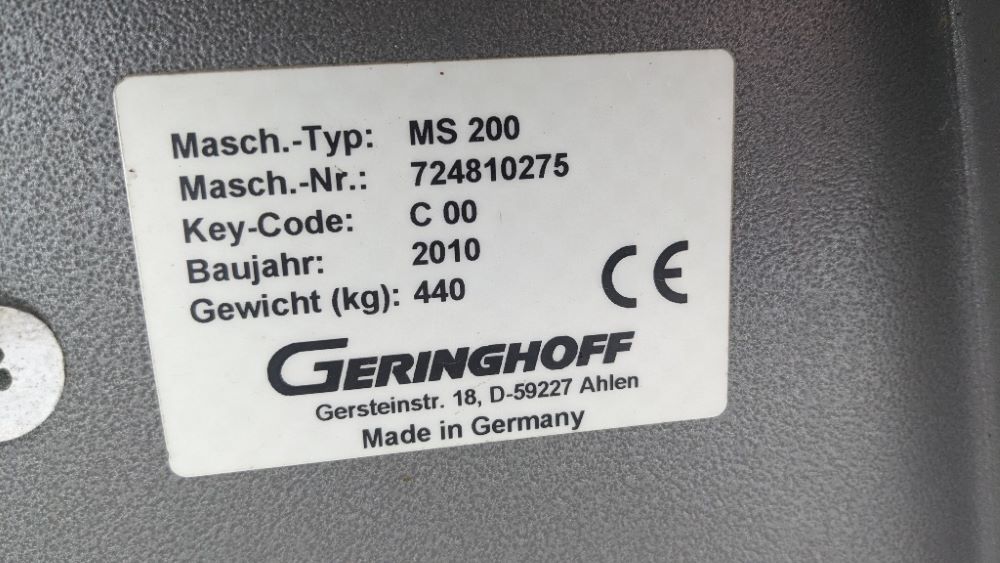 Masch.-Typ: MS 200
Masch.-Nr.: 724810275
Key-Code: C 00
Baujahr: 2010
Gewicht (kg): 440
CE
GERINGHOFF
Gersteinstr. 18, D-59227 Ahlen
Made in Germany